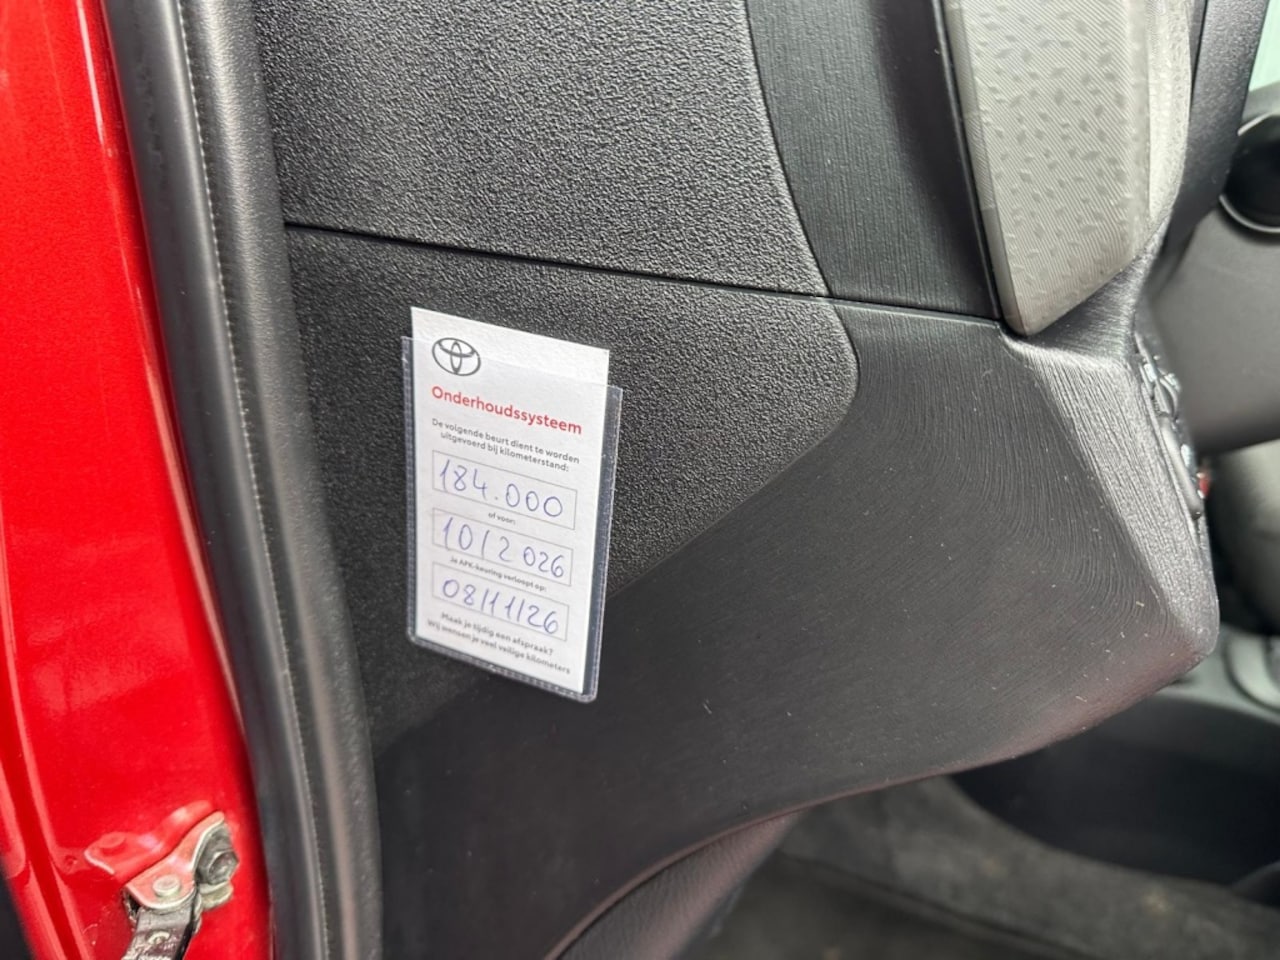 Onderhoudssysteem
De volgende beurt dient te worden
uitgevoerd bij kilometerstand:
184.000
of voor:
10/2026
Je APK-keuring verloopt op:
08/11/26
Maak je tijdig een afspraak?
Wij wensen je veel veilige kilometers